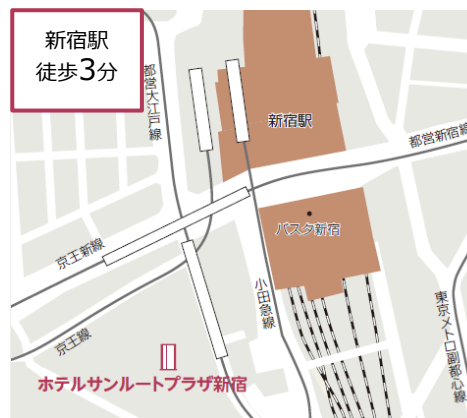 新宿駅
徒歩3分
都営大江戸線
新宿駅
都営新宿線
バスタ新宿
京王新線
小田急線
京王線
東京メトロ副都心線
ホテルサンルートプラザ新宿